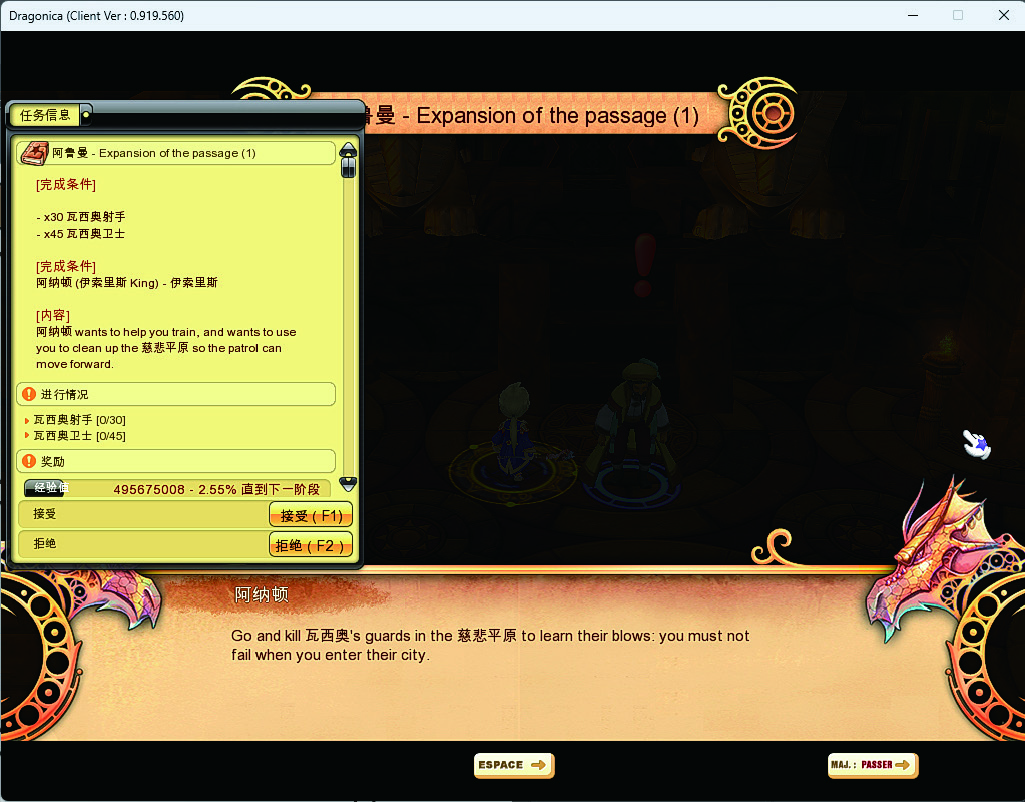 Dragonica (Client Ver : 0.919.560)
鲁曼 - Expansion of the passage (1)
任务信息
阿鲁曼 - Expansion of the passage (1)
[完成条件]
- x30 瓦西奥射手
- x45 瓦西奥卫士
[完成条件]
阿纳顿 (伊索里斯 King) - 伊索里斯
[内容]
阿纳顿 wants to help you train, and wants to use
you to clean up the 慈悲平原 so the patrol can
move forward.
进行情况
瓦西奥射手 [0/30]
瓦西奥卫士 [0/45]
奖励
经验值 495675008 - 2.55% 直到下一阶段
接受 接受 ( F1)
拒绝 拒绝 ( F2 )
阿纳顿
Go and kill 瓦西奥's guards in the 慈悲平原 to learn their blows: you must not
fail when you enter their city.
ESPACE
MAJ. : PASSER